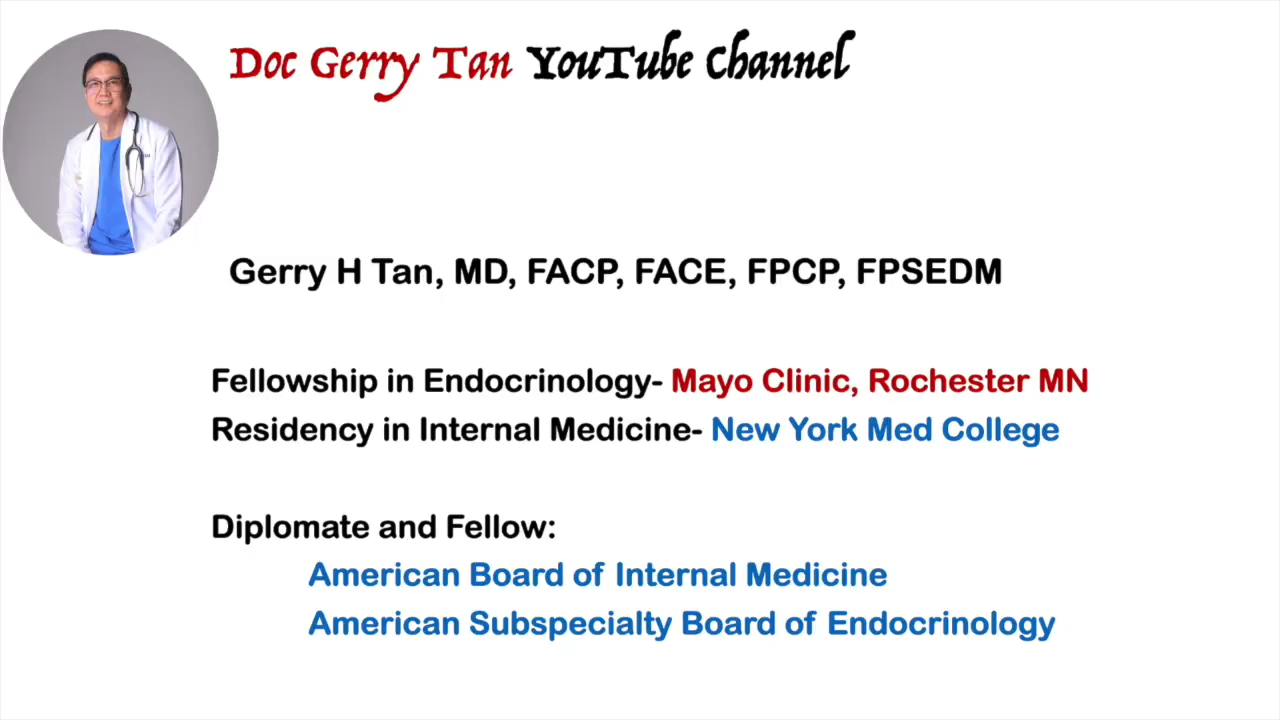 Doc Gerry Tan YouTube Channel
Gerry H Tan, MD, FACP, FACE, FPCP, FPSEDM
Fellowship in Endocrinology- Mayo Clinic, Rochester MN
Residency in Internal Medicine- New York Med College
Diplomate and Fellow:
American Board of Internal Medicine
American Subspecialty Board of Endocrinology